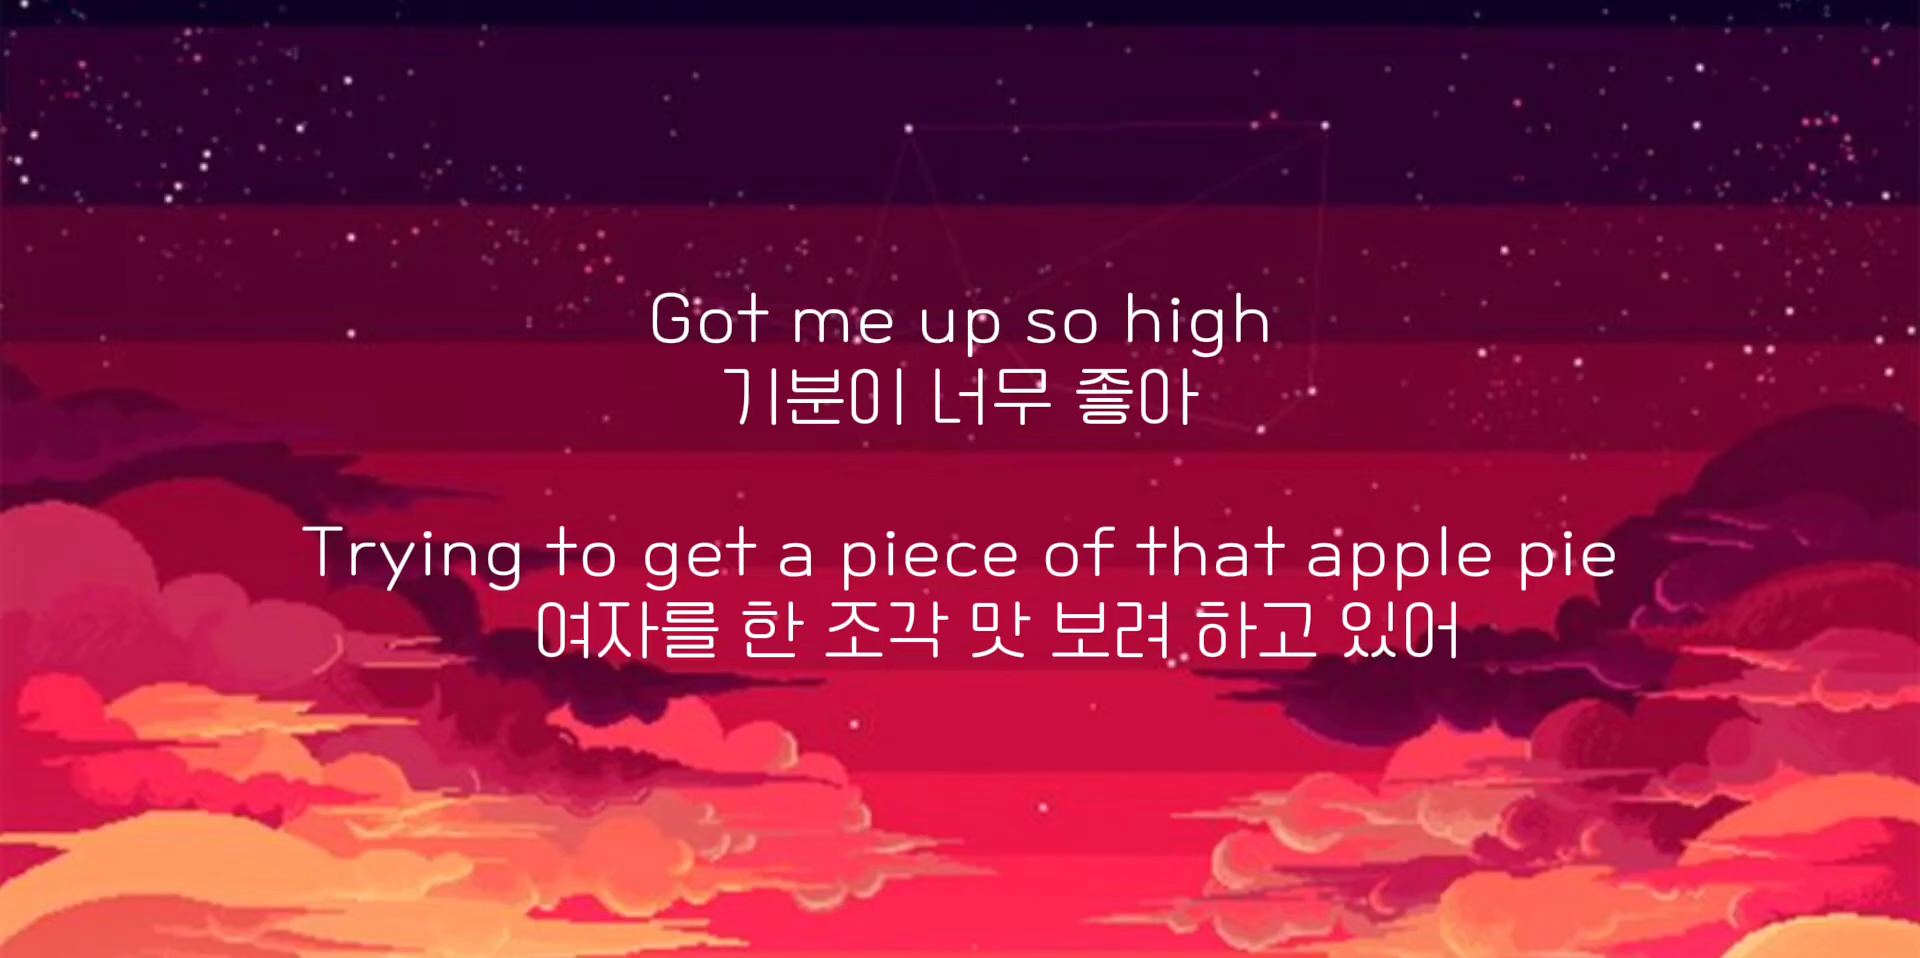 Got me up so high
기분이 너무 좋아
Trying to get a piece of that apple pie
여자를 한 조각 맛 보려 하고 있어